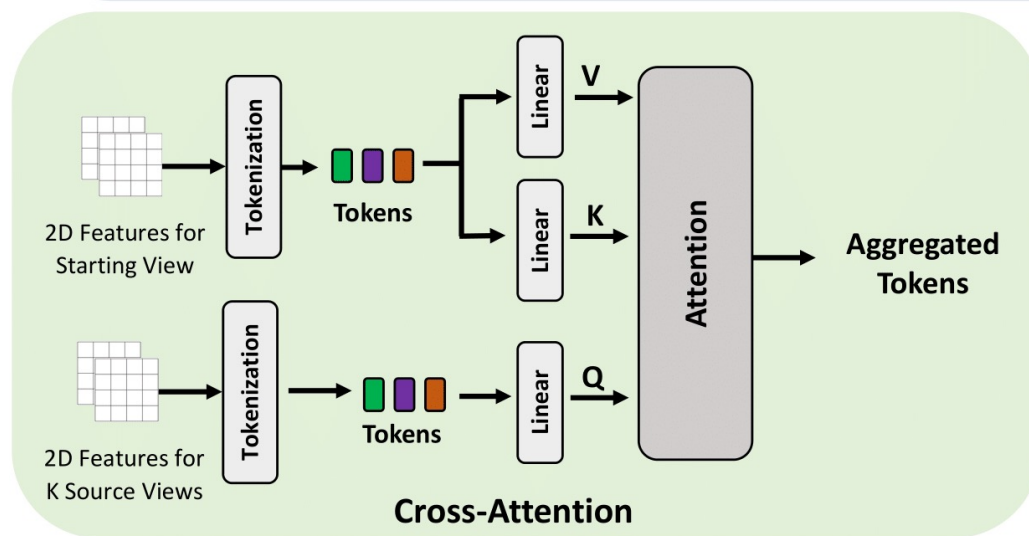 Linear
V
Tokenization
Tokens
2D Features for
Starting View
Linear
K
Attention
Aggregated
Tokens
Tokenization
Tokens
2D Features for
K Source Views
Linear
Q
Cross-Attention